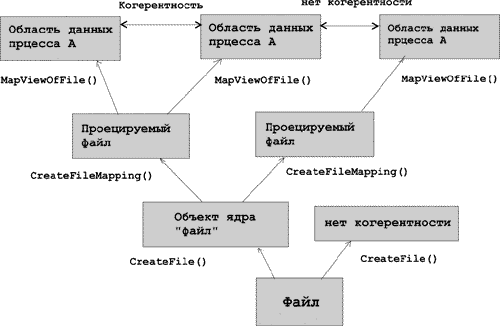 Когерентность
нет когерентности
Область данных
прцесса А
Область данных
прцесса А
Область данных
прцесса А
MapViewOfFile()
MapViewOfFile()
MapViewOfFile()
Проецируемый
файл
Проецируемый
файл
CreateFileMapping()
CreateFileMapping()
Объект ядра
"файл"
нет когерентности
CreateFile()
CreateFile()
Файл